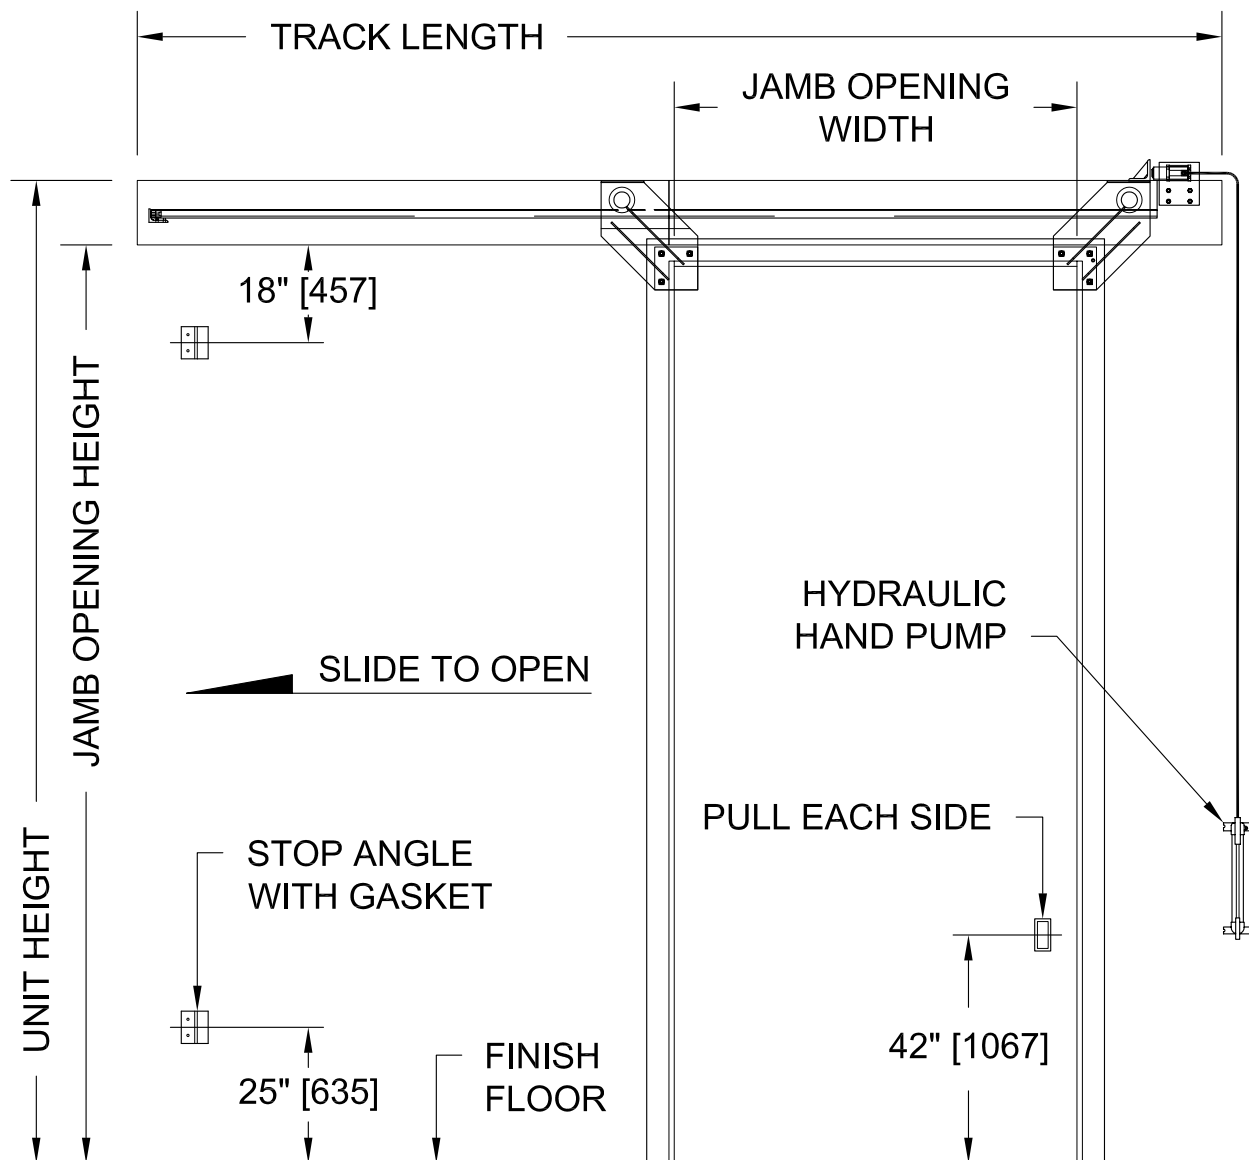 TRACK LENGTH
JAMB OPENING
WIDTH
18" [457]
JAMB OPENING HEIGHT
HYDRAULIC
HAND PUMP
SLIDE TO OPEN
PULL EACH SIDE
STOP ANGLE
WITH GASKET
UNIT HEIGHT
42" [1067]
FINISH
FLOOR
25" [635]